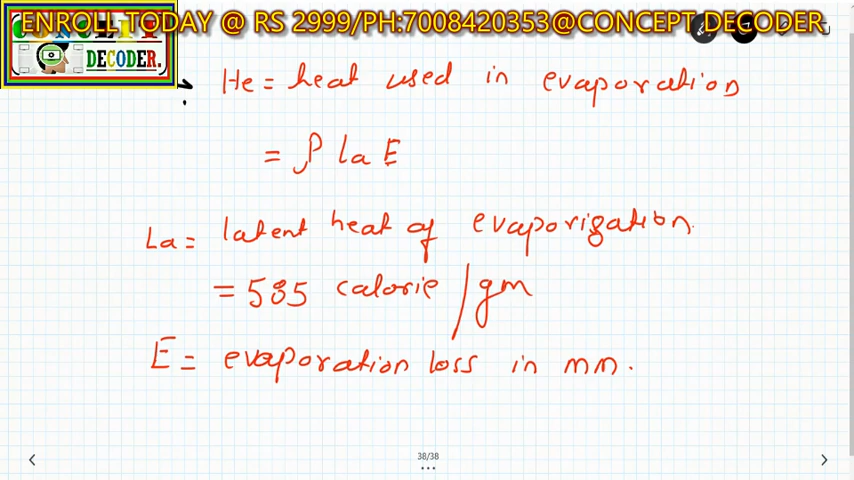 ENROLL TODAY @ RS 2999/PH:7008420353@CONCEPT DECODER
DECODER.
He = heat used in evaporation
= ρ La E
La = latent heat of evaporization.
= 585 calorie /gm
E = evaporation loss in mm.
38/38